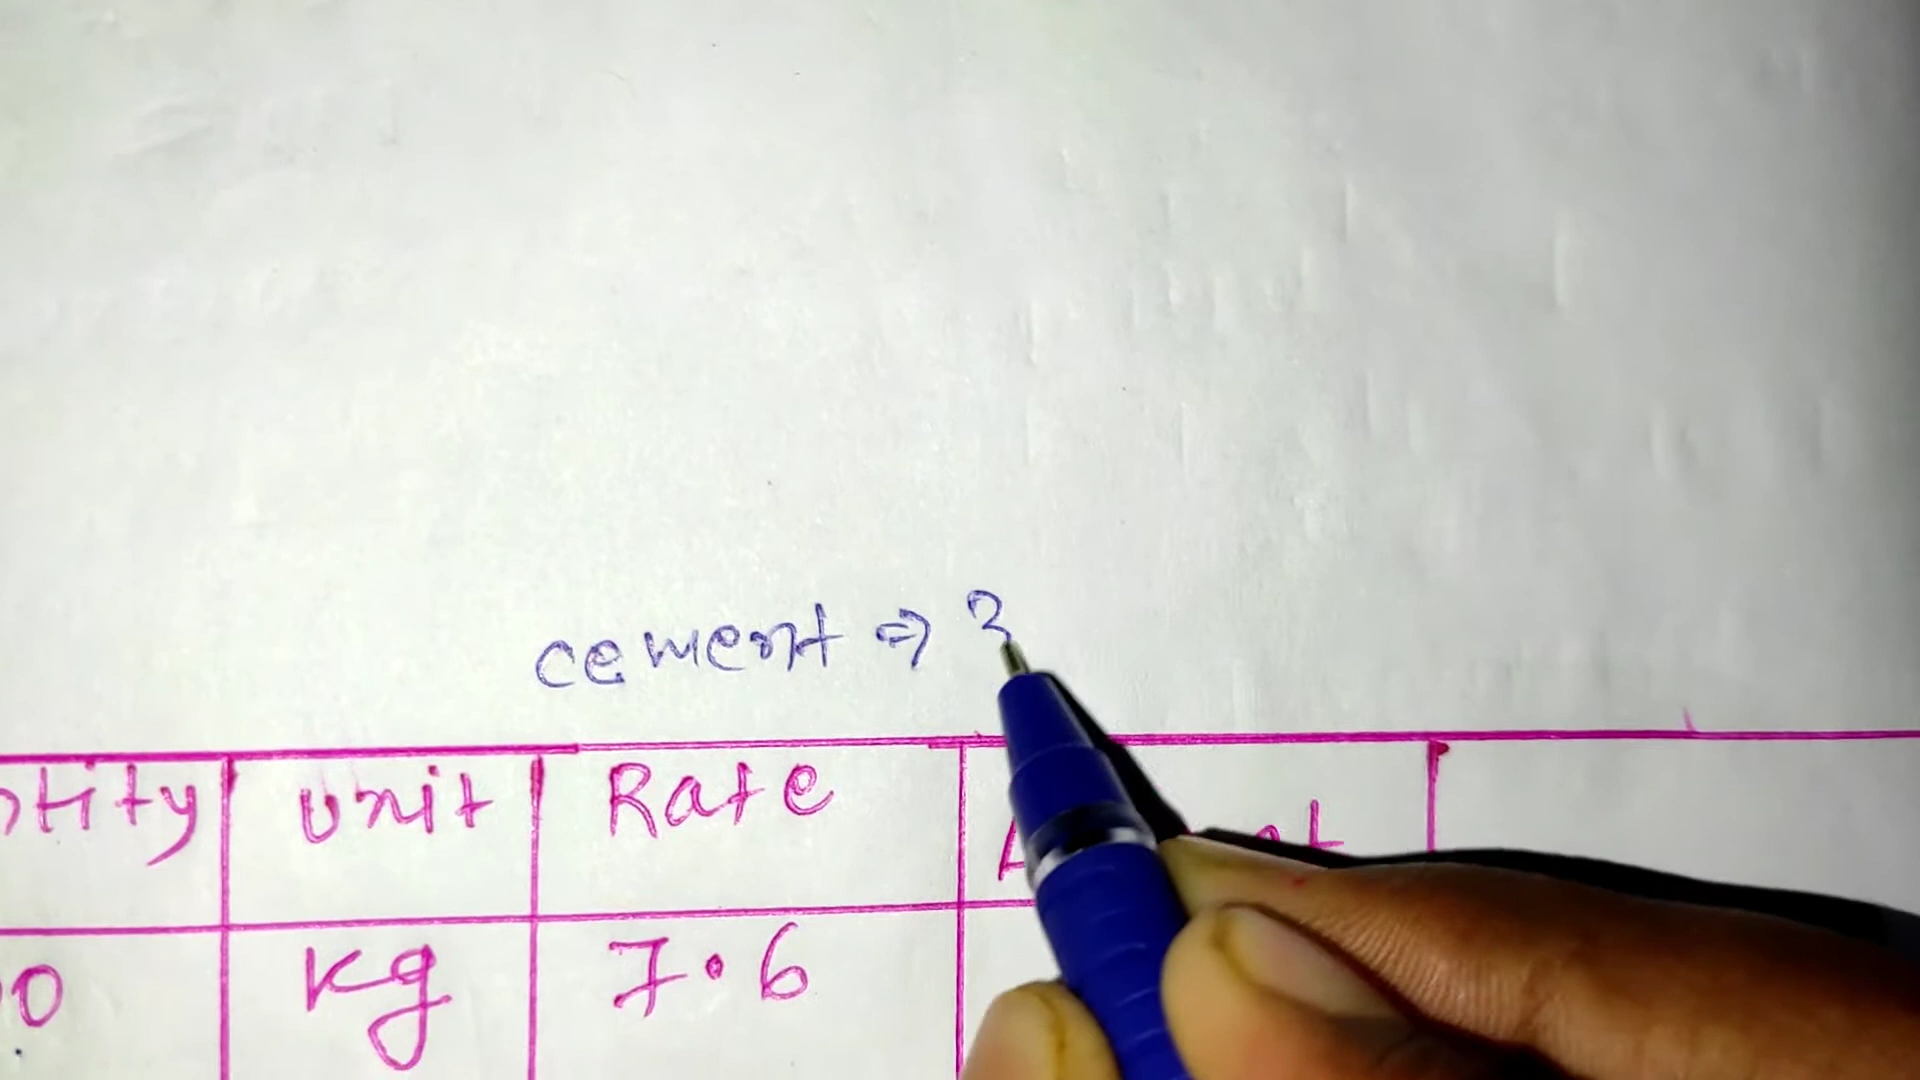 cement ⇒ 3
ntity unit Rate
0 kg 7.6